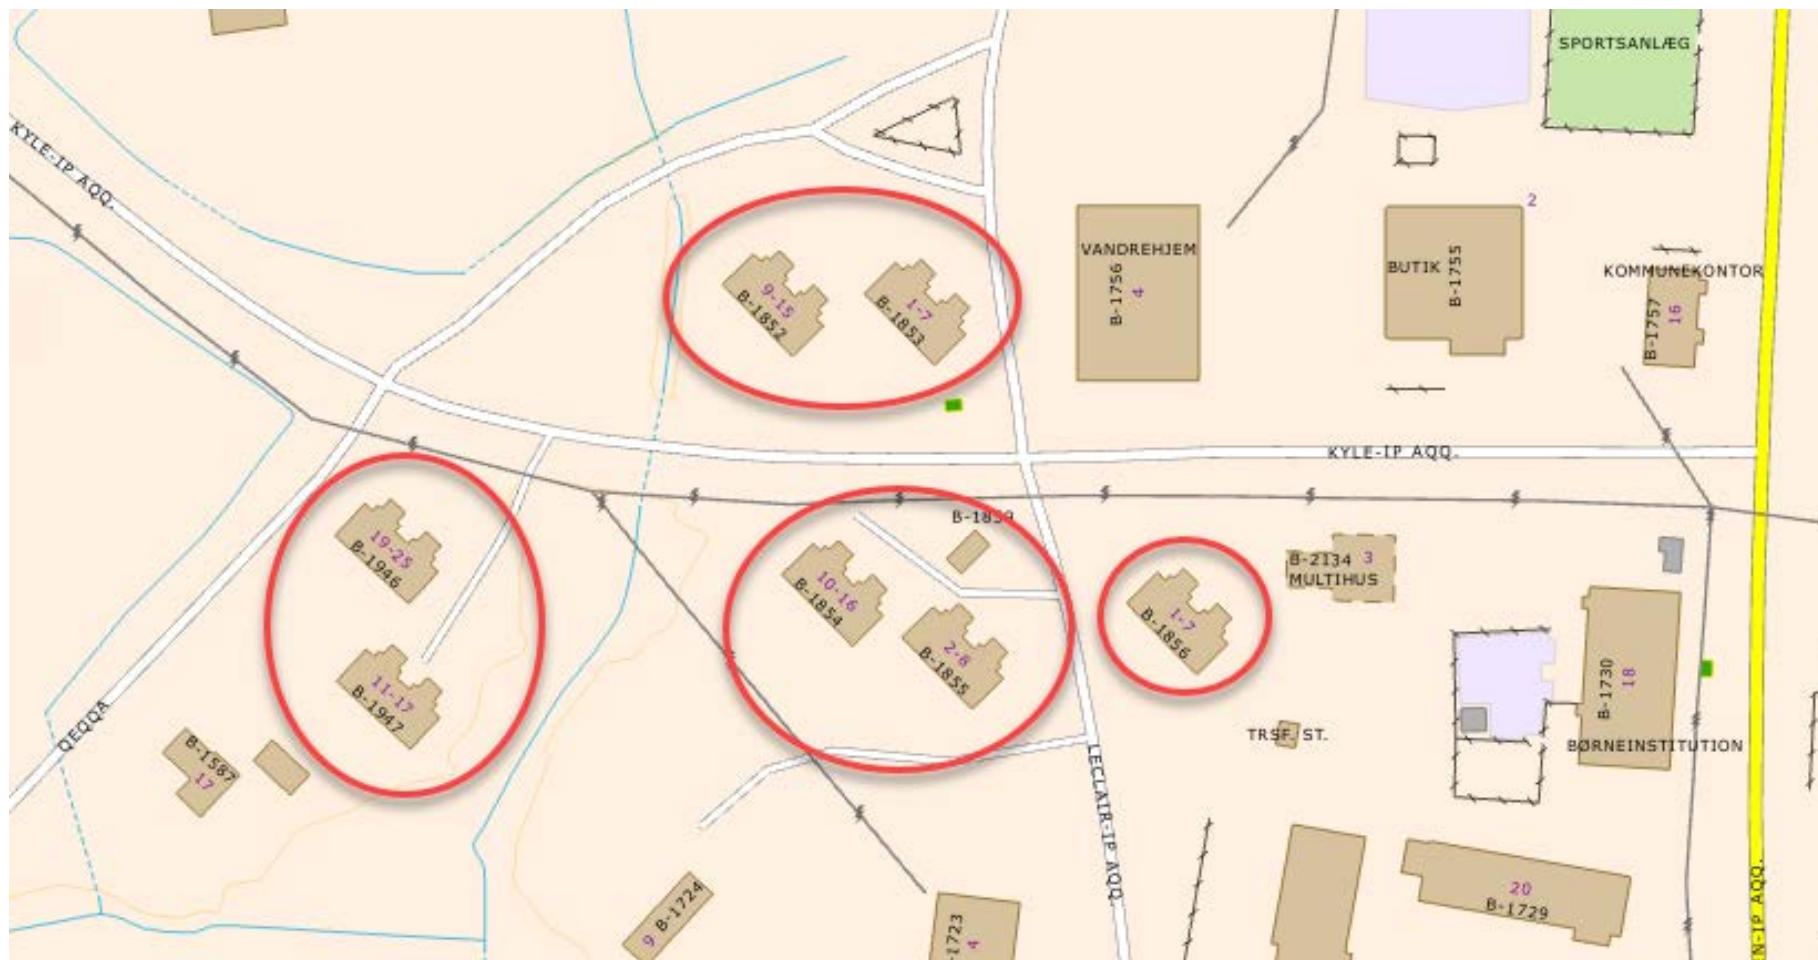 SPORTSANLÆG
KYLE-IP AQQ.
2
VANDREHJEM
B-1756
4
BUTIK
B-1755
KOMMUNEKONTOR
B-1757
16
9-15
B-1852
1-7
B-1853
KYLE-IP AQQ.
B-1859
19-25
B-1946
10-16
B-1854
2-8
B-1855
1-7
B-1856
B-2134
3
MULTIHUS
11-17
B-1947
B-1730
18
QEQQA
B-1587
17
TRSF. ST.
BØRNEINSTITUTION
LECLAIR-IP AQQ.
9
B-1724
-1723
4
20
B-1729
N-IP AQQ.